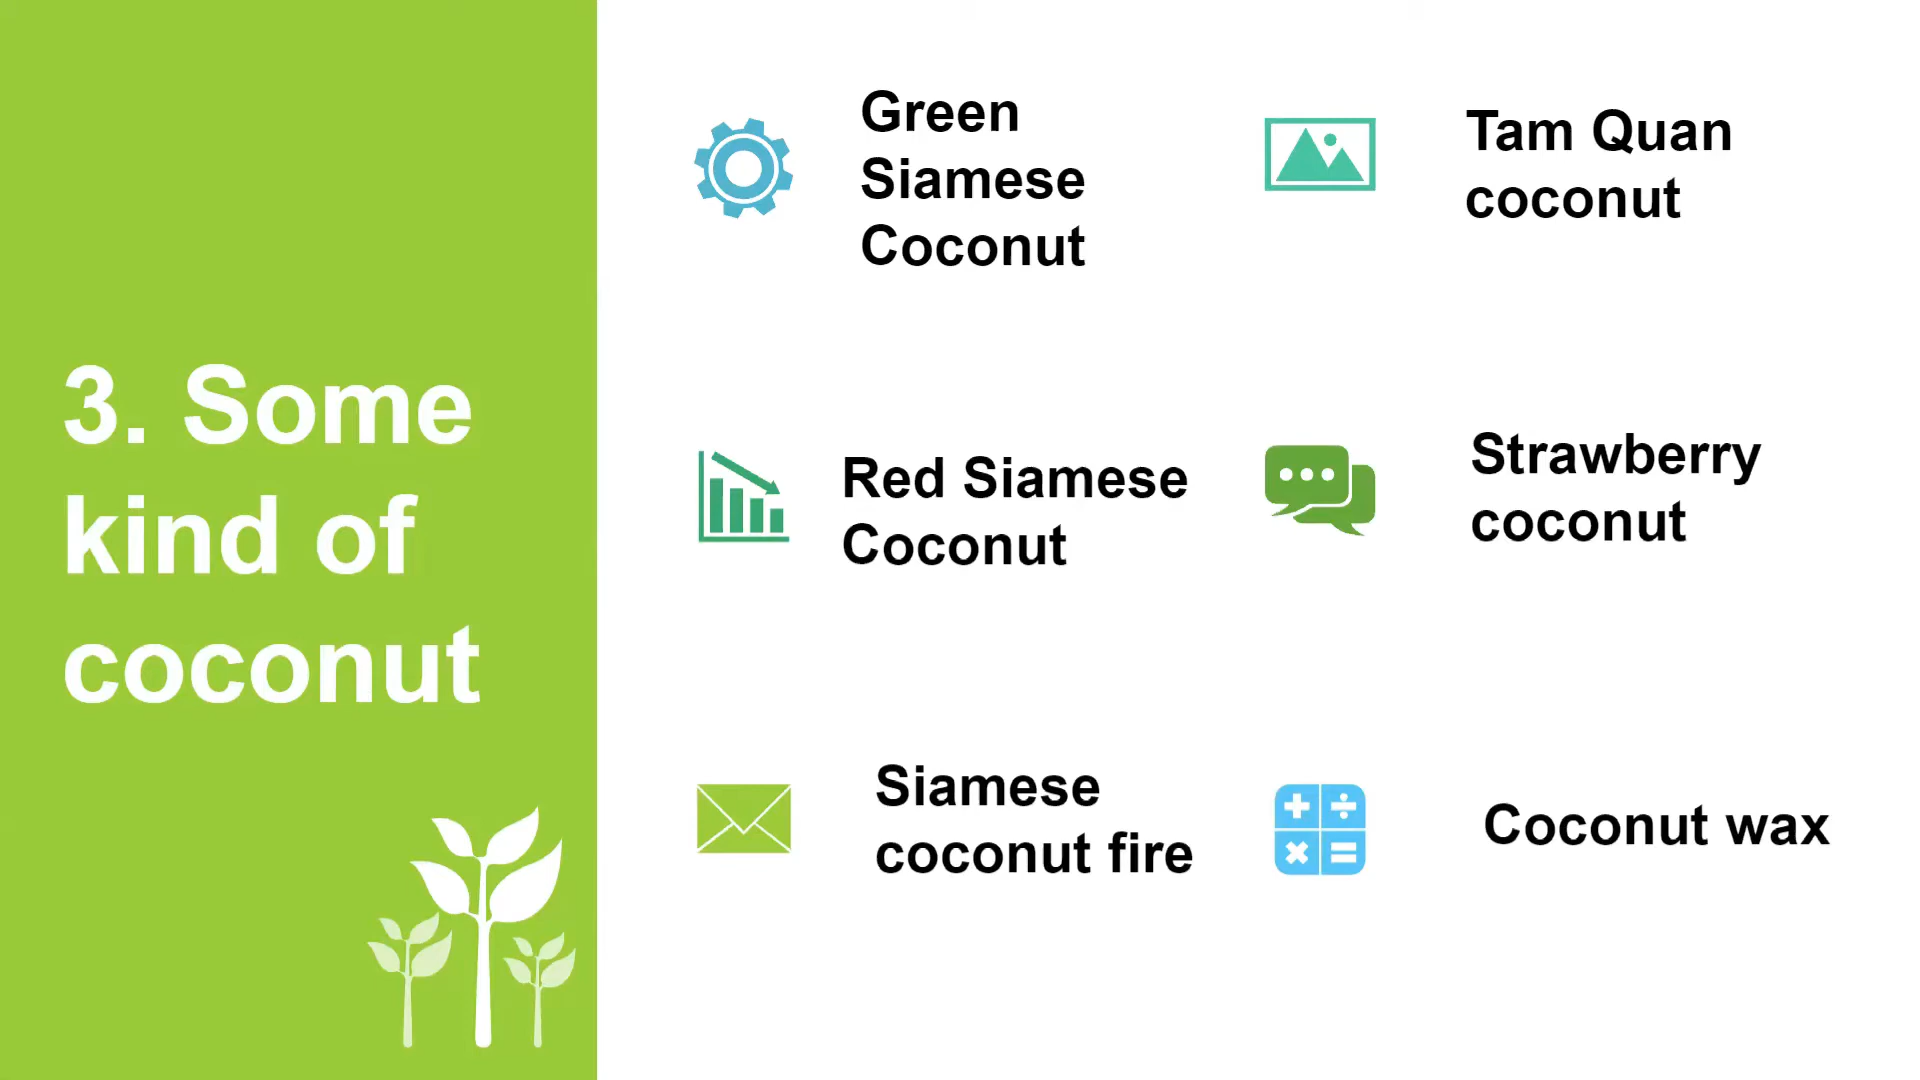 3. Some
kind of
coconut
Green
Siamese
Coconut
Tam Quan
coconut
Red Siamese
Coconut
Strawberry
coconut
Siamese
coconut fire
Coconut wax